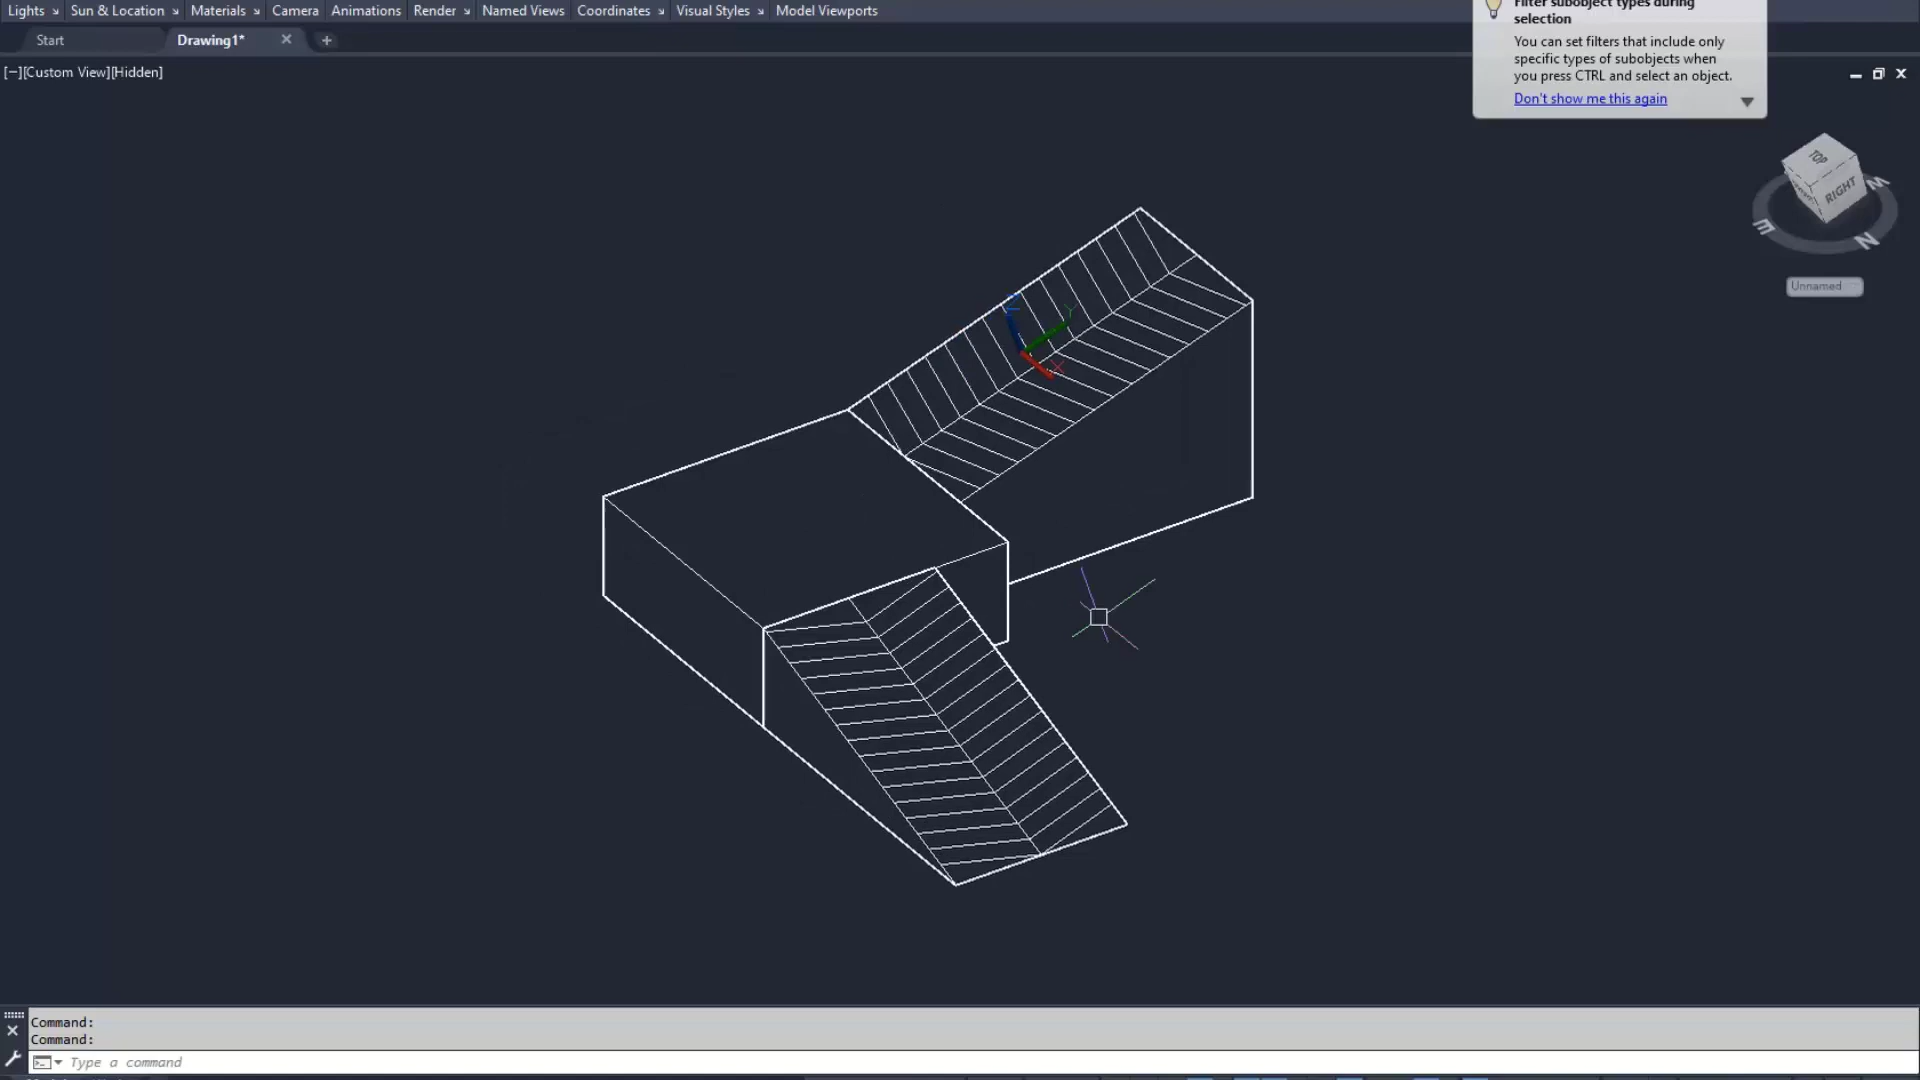 Lights Sun & Location Materials Camera Animations Render Named Views Coordinates Visual Styles Model Viewports
Start Drawing1*
[−][Custom View][Hidden]
Filter subobject types during
selection
You can set filters that include only
specific types of subobjects when
you press CTRL and select an object.
Don't show me this again
TOP
RIGHT
E
N
Unnamed
Y
X
Command:
Command:
Type a command